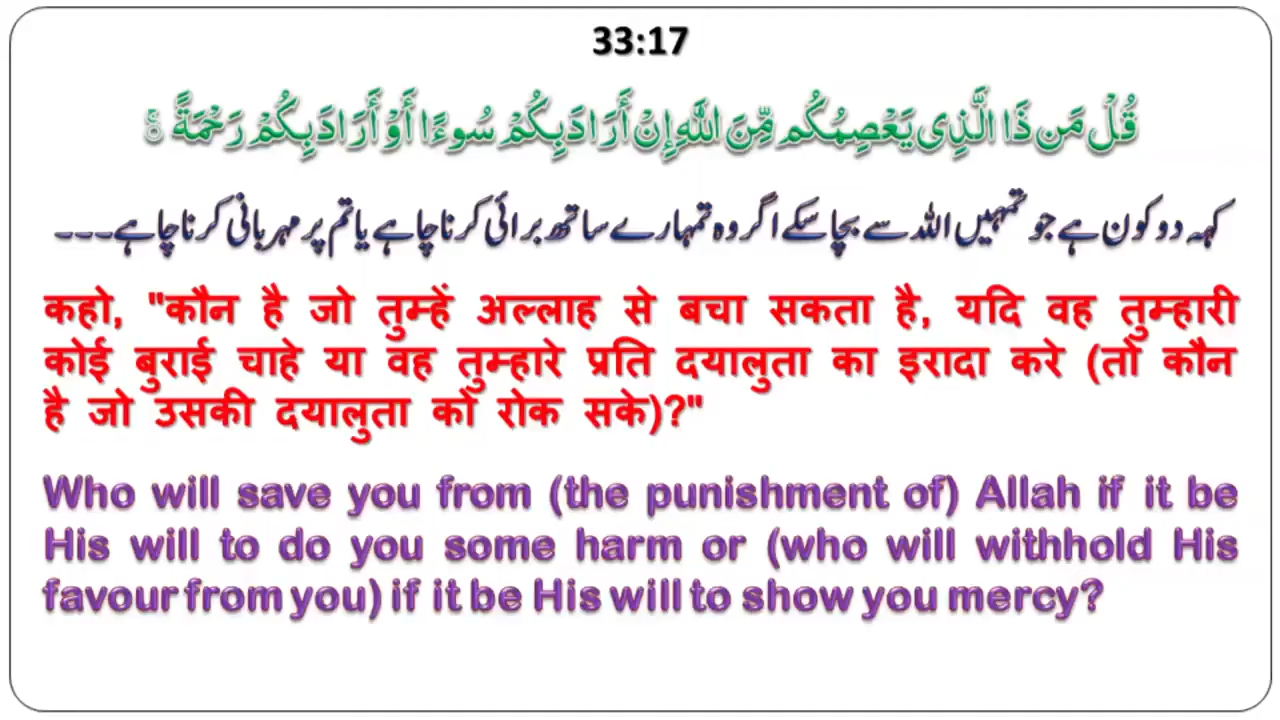 33:17
قُلْ مَن ذَا الَّذِى يَعْصِمُكُم مِّنَ اللَّهِ إِنْ أَرَادَ بِكُمْ سُوءًا أَوْ أَرَادَ بِكُمْ رَحْمَةً ۚ
کہہ دو کون ہے جو تمہیں اللہ سے بچا سکے اگر وہ تمہارے ساتھ برائی کرنا چاہے یا تم پر مہربانی کرنا چاہے۔۔۔
कहो, "कौन है जो तुम्हें अल्लाह से बचा सकता है, यदि वह तुम्हारी
कोई बुराई चाहे या वह तुम्हारे प्रति दयालुता का इरादा करे (तो कौन
है जो उसकी दयालुता को रोक सके)?"
Who will save you from (the punishment of) Allah if it be
His will to do you some harm or (who will withhold His
favour from you) if it be His will to show you mercy?